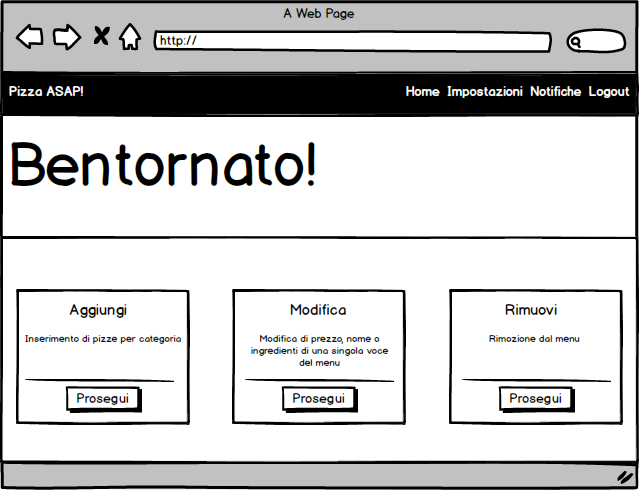 A Web Page
http://
Pizza ASAP!
Home Impostazioni Notifiche Logout
Bentornato!
Aggiungi
Inserimento di pizze per categoria
Prosegui
Modifica
Modifica di prezzo, nome o
ingredienti di una singola voce
del menu
Prosegui
Rimuovi
Rimozione dal menu
Prosegui